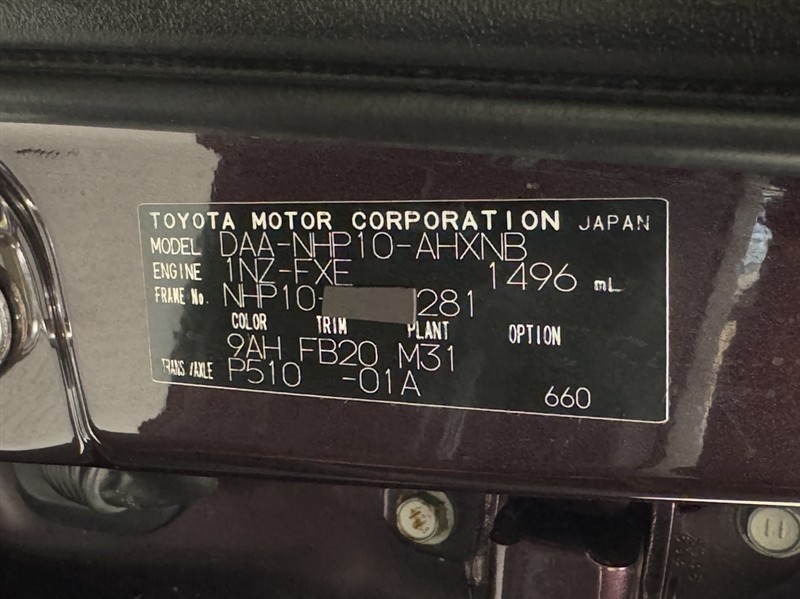 TOYOTA MOTOR CORPORATION JAPAN
MODEL DAA-NHP10-AHXNB
ENGINE 1NZ-FXE 1496 mL
FRAME No. NHP10- 281
COLOR TRIM PLANT OPTION
9AH FB20 M31
TRANS/AXLE P510 -01A
660